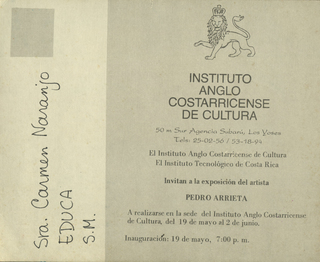 Sra. Carmen Naranjo
EDUCA
S.M.
INSTITUTO
ANGLO
COSTARRICENSE
DE CULTURA
50 m Sur Agencia Subarú, Los Yoses
Tels: 25-02-36 / 53-18-94
El Instituto Anglo Costarricense de Cultura
El Instituto Tecnológico de Costa Rica
Invitan a la exposición del artista
PEDRO ARRIETA
A realizarse en la sede del Instituto Anglo Costarricense
de Cultura, del 19 de mayo al 2 de junio.
Inauguración: 19 de mayo, 7:00 p. m.